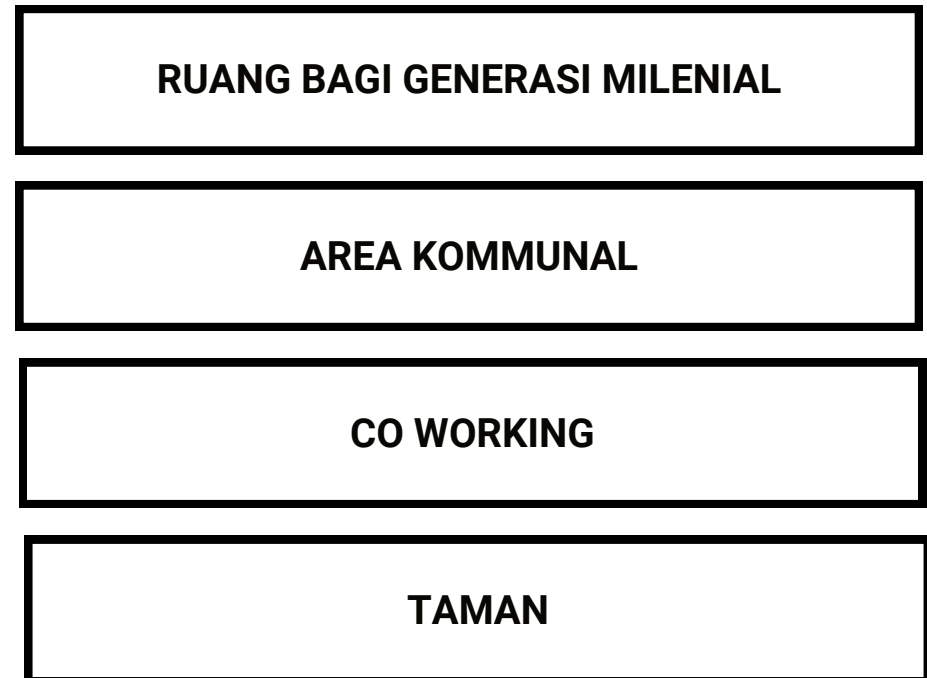 RUANG BAGI GENERASI MILENIAL
AREA KOMMUNAL
CO WORKING
TAMAN